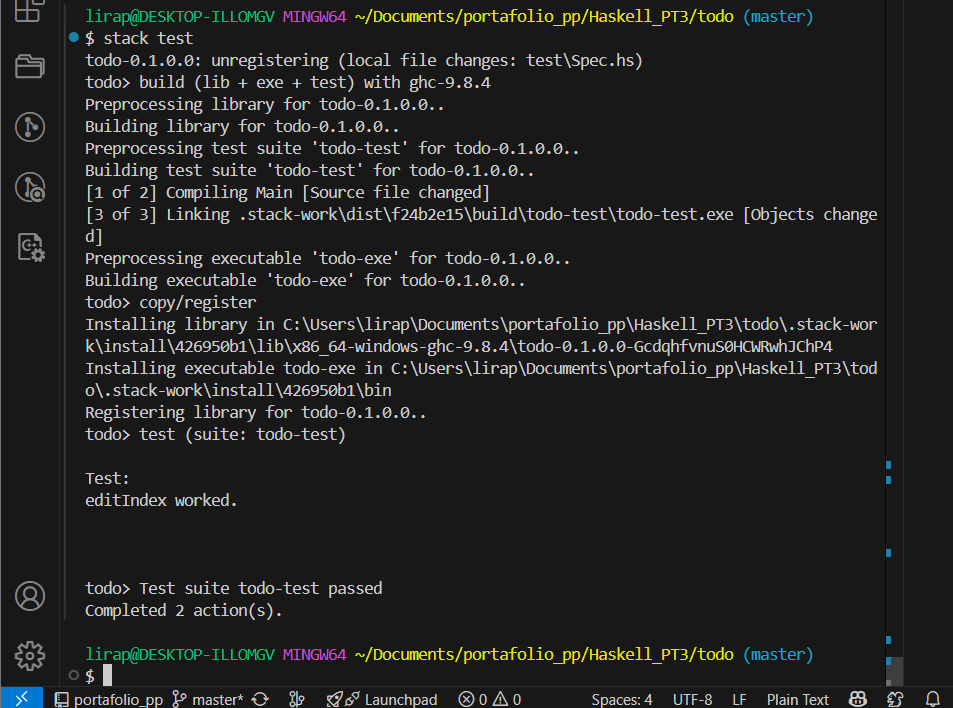 lirap@DESKTOP-ILLOMGV MINGW64 ~/Documents/portafolio_pp/Haskell_PT3/todo (master)
$ stack test
todo-0.1.0.0: unregistering (local file changes: test\Spec.hs)
todo> build (lib + exe + test) with ghc-9.8.4
Preprocessing library for todo-0.1.0.0..
Building library for todo-0.1.0.0..
Preprocessing test suite 'todo-test' for todo-0.1.0.0..
Building test suite 'todo-test' for todo-0.1.0.0..
[1 of 2] Compiling Main [Source file changed]
[3 of 3] Linking .stack-work\dist\f24b2e15\build\todo-test\todo-test.exe [Objects change
d]
Preprocessing executable 'todo-exe' for todo-0.1.0.0..
Building executable 'todo-exe' for todo-0.1.0.0..
todo> copy/register
Installing library in C:\Users\lirap\Documents\portafolio_pp\Haskell_PT3\todo\.stack-wor
k\install\426950b1\lib\x86_64-windows-ghc-9.8.4\todo-0.1.0.0-GcdqhfvnuS0HCWRwhJChP4
Installing executable todo-exe in C:\Users\lirap\Documents\portafolio_pp\Haskell_PT3\tod
o\.stack-work\install\426950b1\bin
Registering library for todo-0.1.0.0..
todo> test (suite: todo-test)
Test:
editIndex worked.
todo> Test suite todo-test passed
Completed 2 action(s).
lirap@DESKTOP-ILLOMGV MINGW64 ~/Documents/portafolio_pp/Haskell_PT3/todo (master)
$
portafolio_pp master* Launchpad 0 0 Spaces: 4 UTF-8 LF Plain Text